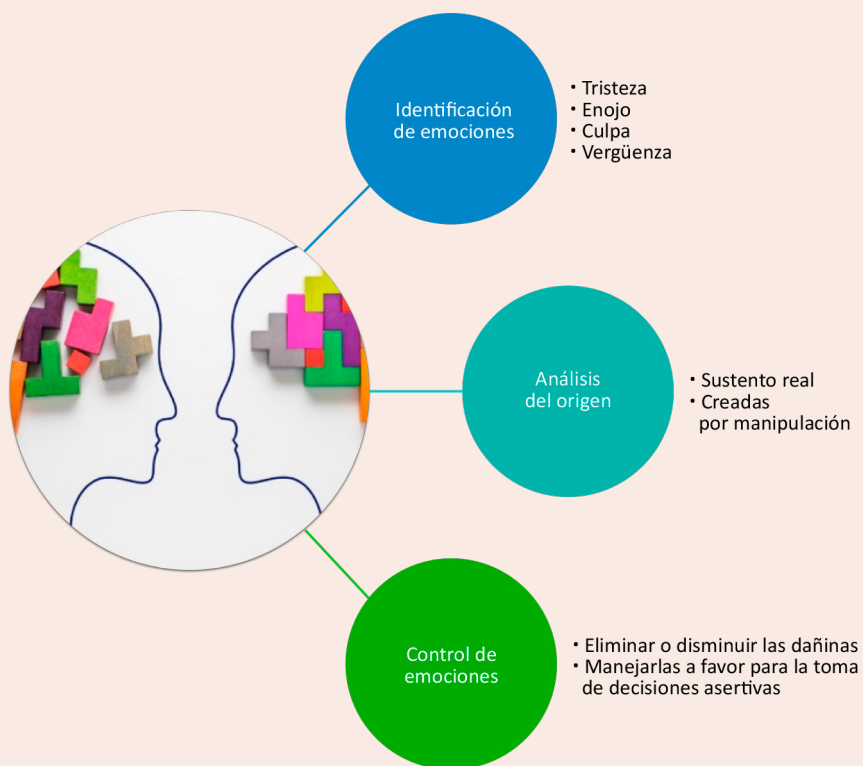 Identificación
de emociones
• Tristeza
• Enojo
• Culpa
• Vergüenza
Análisis
del origen
• Sustento real
• Creadas
por manipulación
Control de
emociones
• Eliminar o disminuir las dañinas
• Manejarlas a favor para la toma
de decisiones asertivas